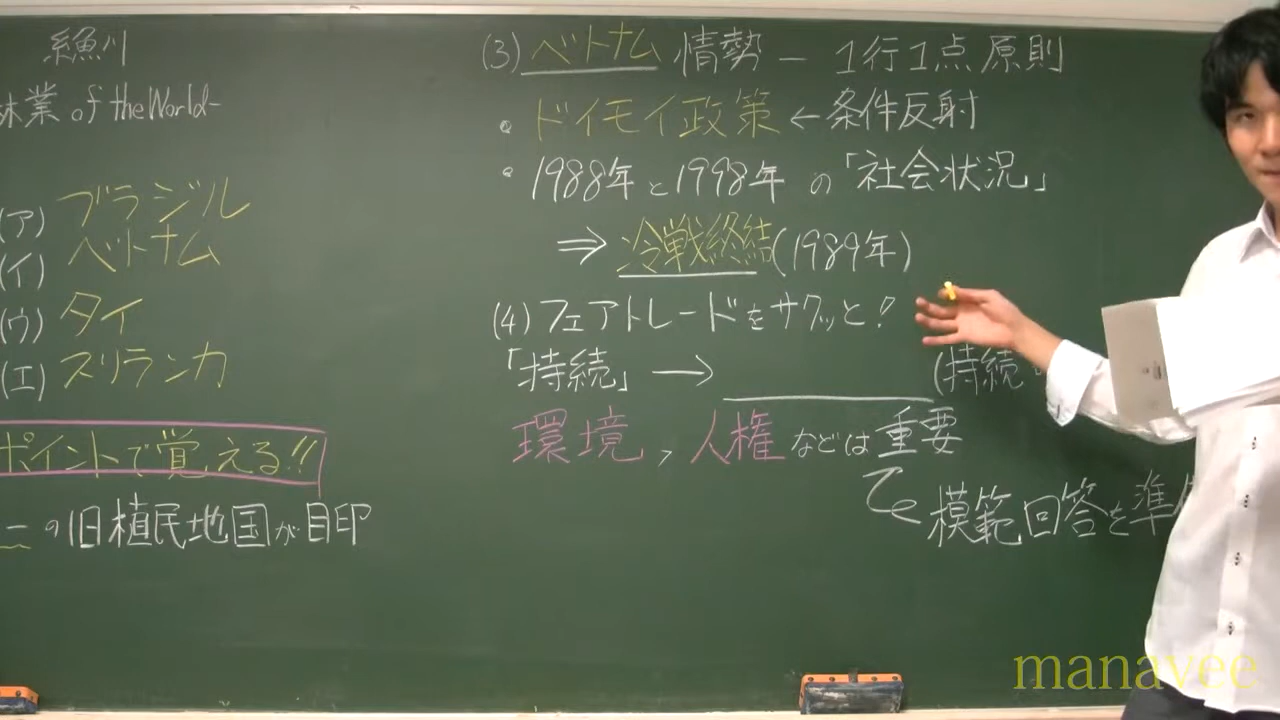 糸魚川
林業 of the World-
(ア) ブラジル
(イ) ベトナム
(ウ) タイ
(エ) スリランカ
ポイントで覚える!!
の旧植民地国が目印
(3) ベトナム情勢 ー 1行1点原則
・ドイモイ政策 ← 条件反射
・1988年と1998年の「社会状況」
⇒ 冷戦終結(1989年)
(4) フェアトレードをサクッと!
「持続」→ (持続
環境, 人権などは重要
模範回答を準
manavee